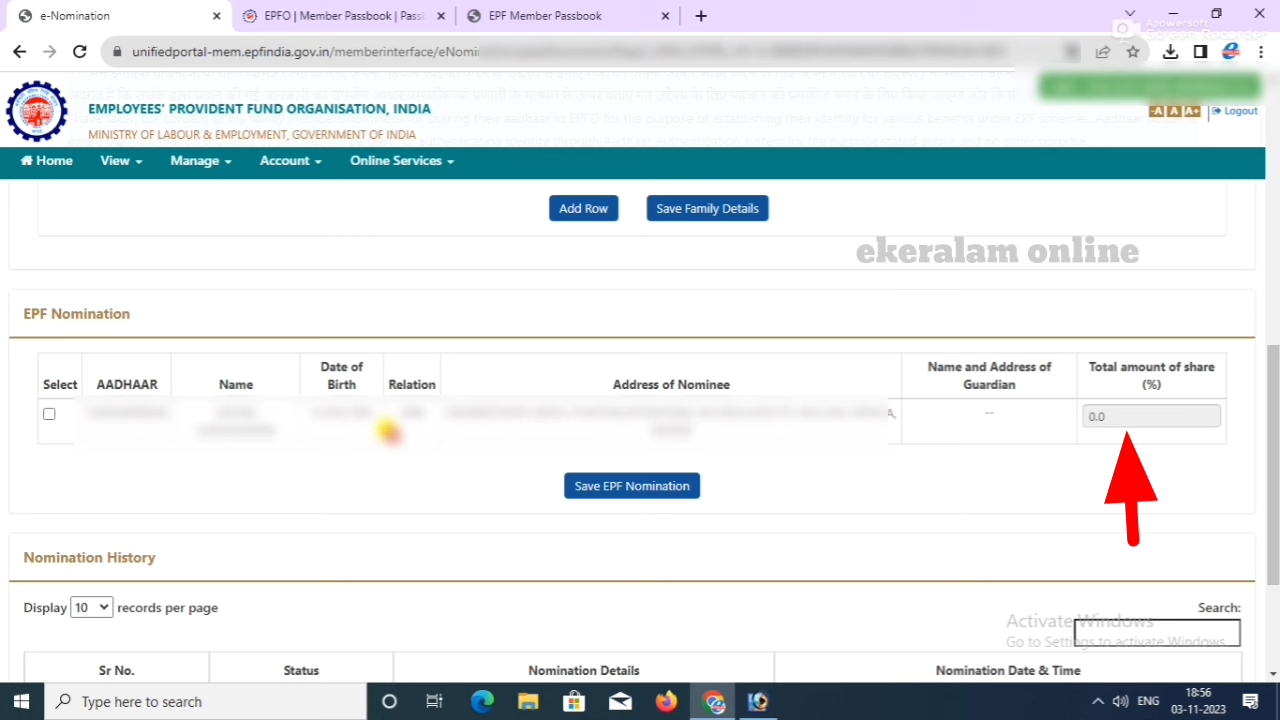 e-Nomination
EPFO | Member Passbook | Pass
EPF Member Passbook
Apowersoft
Screen Recorder
unifiedportal-mem.epfindia.gov.in/memberinterface/eNomi
EMPLOYEES' PROVIDENT FUND ORGANISATION, INDIA
MINISTRY OF LABOUR & EMPLOYMENT, GOVERNMENT OF INDIA
-A A A+ Logout
Home View Manage Account Online Services
Add Row Save Family Details
ekeralam online
EPF Nomination
Select AADHAAR Name Date of Birth Relation Address of Nominee Name and Address of Guardian Total amount of share (%)
-- 0.0
Save EPF Nomination
Nomination History
Display 10 records per page
Search:
Activate Windows
Go to Settings to activate Windows.
Sr No. Status Nomination Details Nomination Date & Time
Type here to search
ENG
18:56
03-11-2023